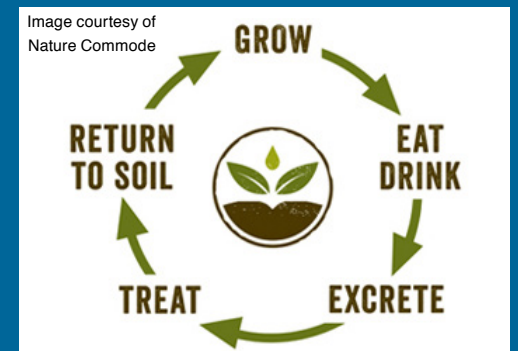 Image courtesy of
Nature Commode
GROW
EAT
DRINK
EXCRETE
TREAT
RETURN
TO SOIL